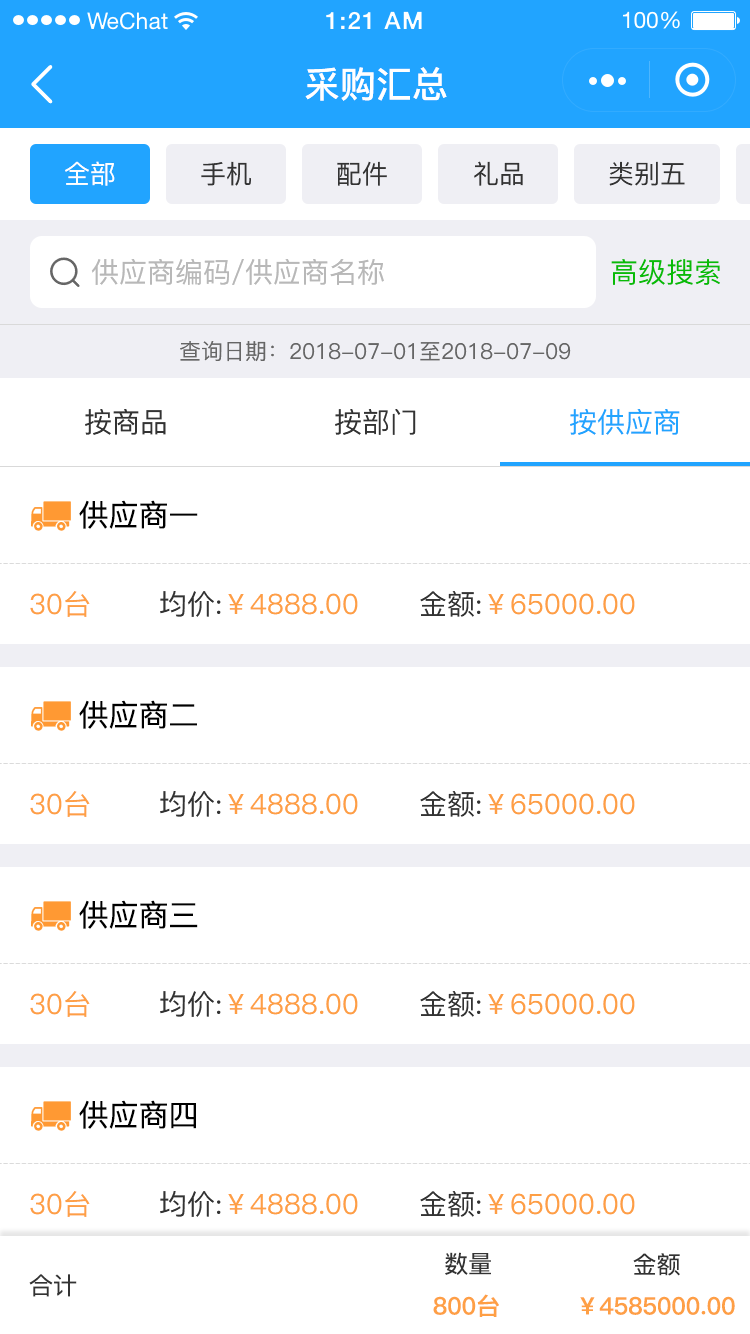 WeChat 1:21 AM 100%
采购汇总
全部 手机 配件 礼品 类别五
供应商编码/供应商名称 高级搜索
查询日期：2018-07-01至2018-07-09
按商品 按部门 按供应商
供应商一
30台 均价:￥4888.00 金额:￥65000.00
供应商二
30台 均价:￥4888.00 金额:￥65000.00
供应商三
30台 均价:￥4888.00 金额:￥65000.00
供应商四
30台 均价:￥4888.00 金额:￥65000.00
数量 金额
合计
800台 ￥4585000.00